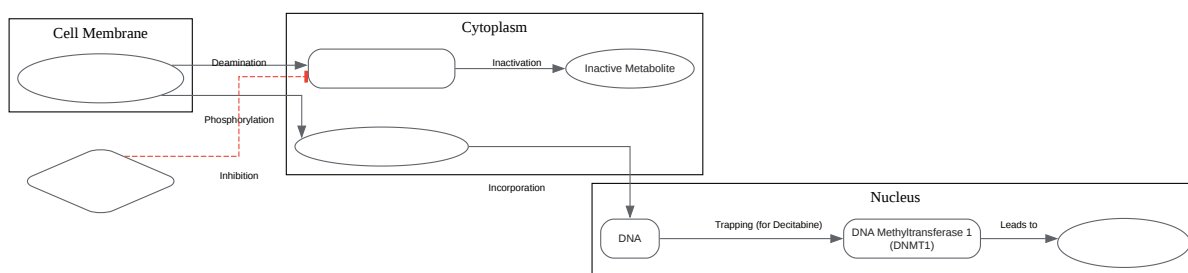 Cell Membrane
Cytoplasm
Deamination
Inactivation
Inactive Metabolite
Phosphorylation
Inhibition
Incorporation
Nucleus
DNA
Trapping (for Decitabine)
DNA Methyltransferase 1
(DNMT1)
Leads to